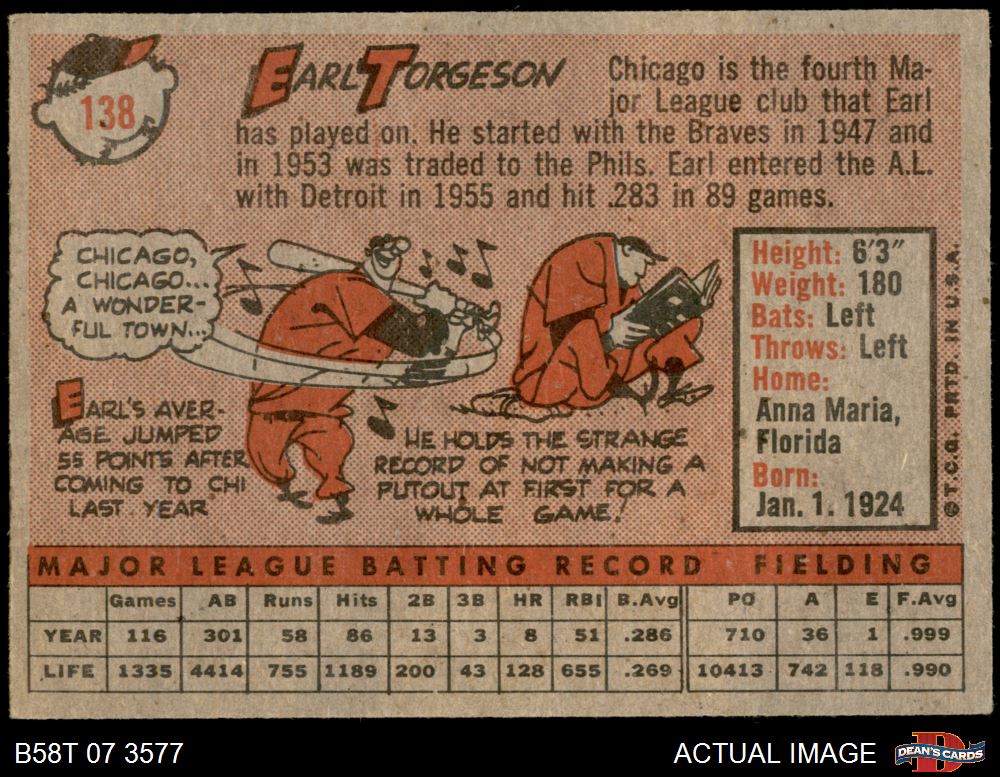 138
EARL TORGESON
Chicago is the fourth Ma-
jor League club that Earl
has played on. He started with the Braves in 1947 and
in 1953 was traded to the Phils. Earl entered the A.L.
with Detroit in 1955 and hit .283 in 89 games.
CHICAGO,
CHICAGO...
A WONDER-
FUL TOWN...
EARL'S AVER-
AGE JUMPED
55 POINTS AFTER
COMING TO CHI
LAST YEAR
HE HOLDS THE STRANGE
RECORD OF NOT MAKING A
PUTOUT AT FIRST FOR A
WHOLE GAME!
Height: 6'3"
Weight: 180
Bats: Left
Throws: Left
Home:
Anna Maria,
Florida
Born:
Jan. 1. 1924
© T.C.G. PRTD. IN U.S.A.
MAJOR LEAGUE BATTING RECORD FIELDING
Games AB Runs Hits 2B 3B HR RBI B.Avg PO A E F.Avg
YEAR 116 301 58 86 13 3 8 51 .286 710 36 1 .999
LIFE 1335 4414 755 1189 200 43 128 655 .269 10413 742 118 .990
B58T 07 3577
ACTUAL IMAGE
D
DEAN'S CARDS